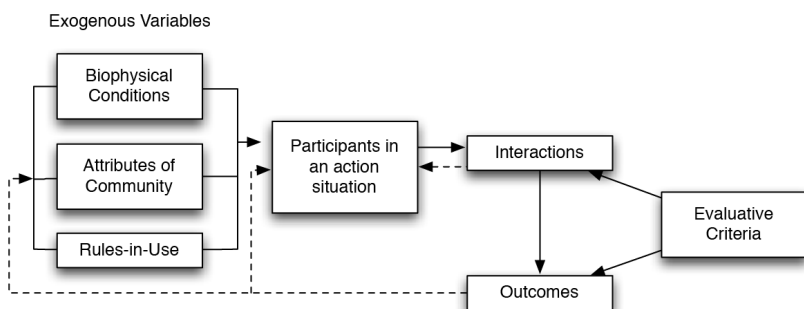 Exogenous Variables
Biophysical
Conditions
Attributes of
Community
Rules-in-Use
Participants in
an action
situation
Interactions
Outcomes
Evaluative
Criteria